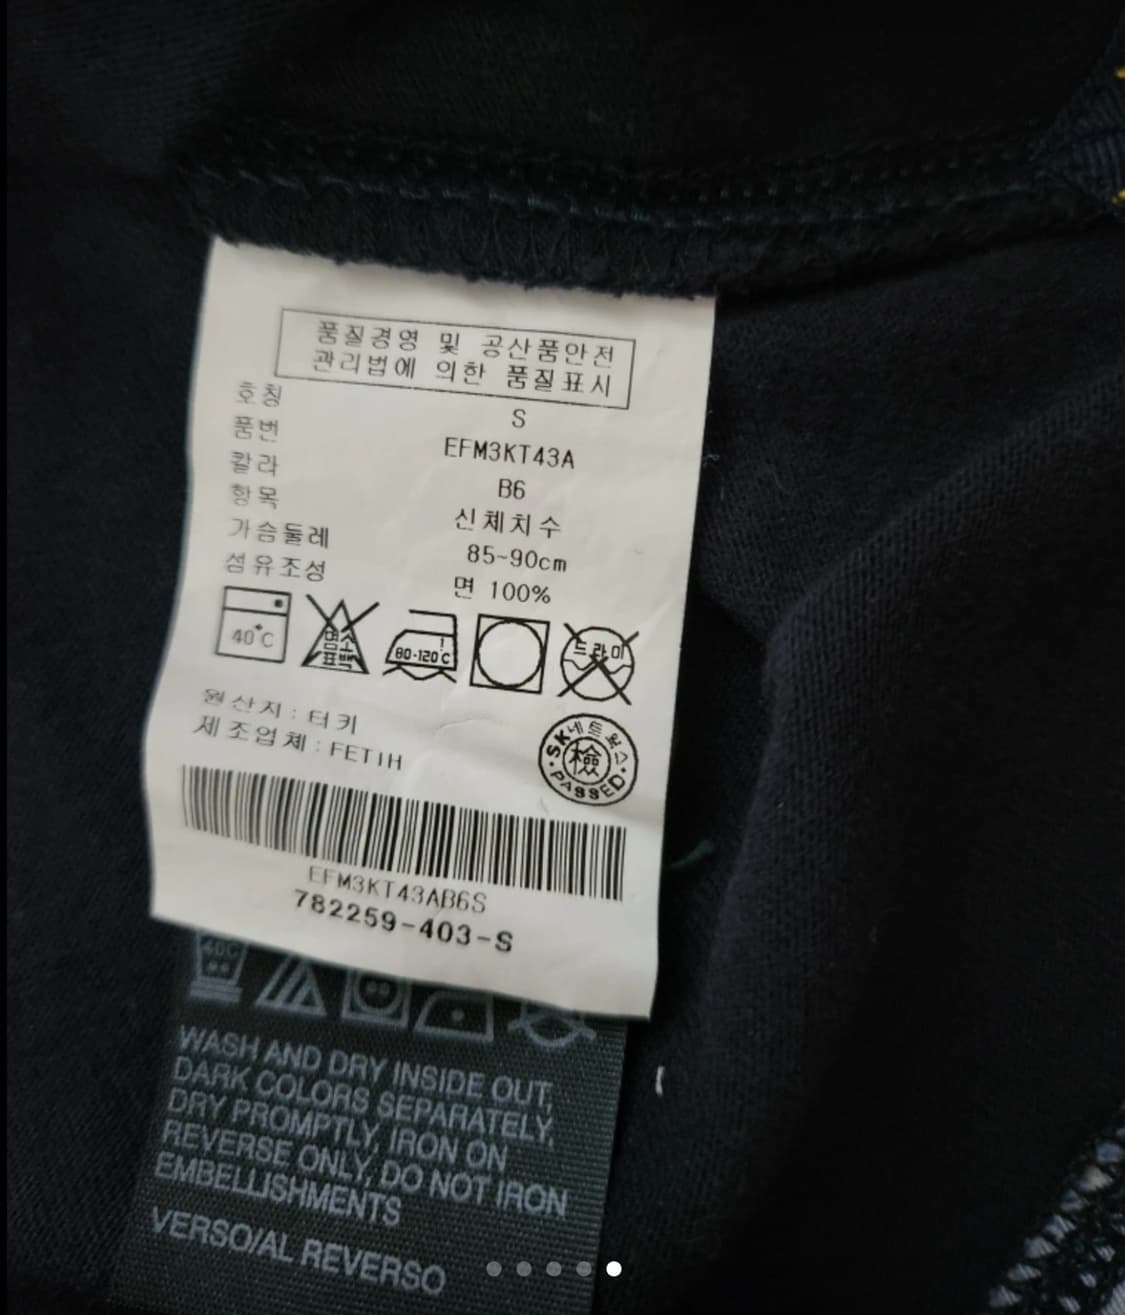 품질경영 및 공산품안전
관리법에 의한 품질표시
호칭 S
품번 EFM3KT43A
칼라 B6
항목 신체치수
가슴둘레 85~90cm
섬유조성 면 100%
40°C
염소
표백
80-120°C
드라이
원산지 : 터키
제조업체 : FETIH
SK네트웍스
檢
PASSED
EFM3KT43AB6S
782259-403-S
40C
WASH AND DRY INSIDE OUT,
DARK COLORS SEPARATELY,
DRY PROMPTLY, IRON ON
REVERSE ONLY, DO NOT IRON
EMBELLISHMENTS
VERSO/AL REVERSO